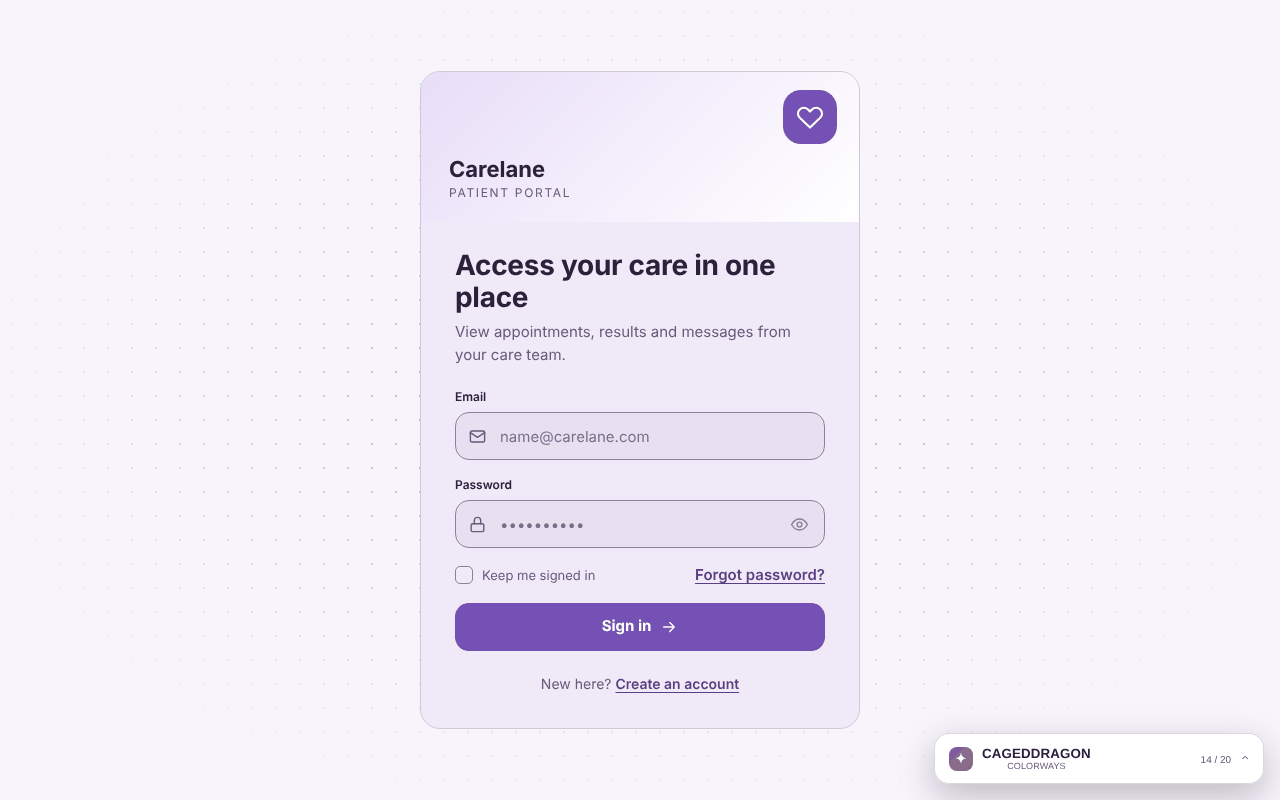 Carelane
PATIENT PORTAL
Access your care in one
place
View appointments, results and messages from
your care team.
Email
name@carelane.com
Password
••••••••••
Keep me signed in
Forgot password?
Sign in →
New here? Create an account
CAGEDDRAGON
COLORWAYS
14 / 20